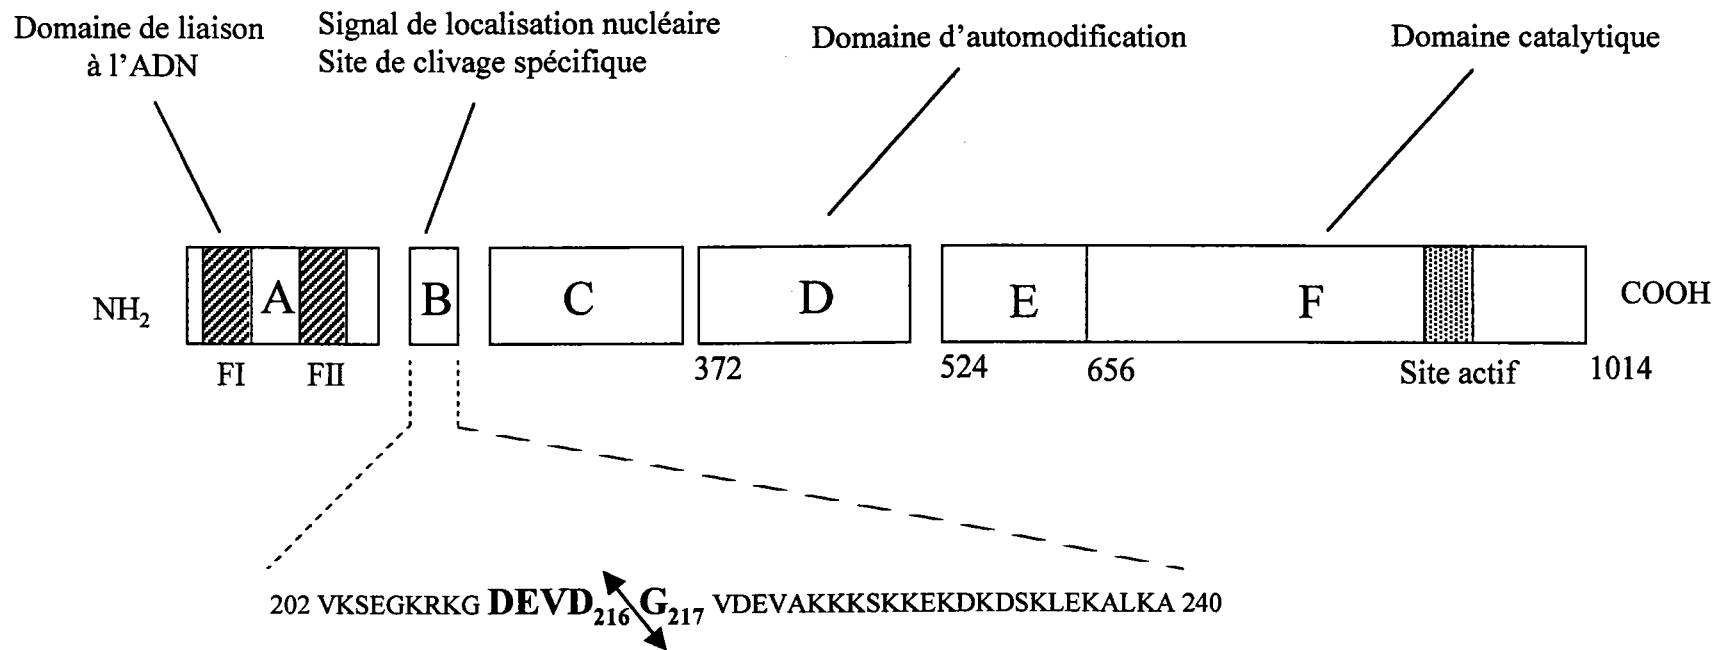 Domaine de liaison
à l’ADN
Signal de localisation nucléaire
Site de clivage spécifique
Domaine d’automodification
Domaine catalytique
NH2
A
B
C
D
E
F
COOH
FI
FII
372
524
656
Site actif
1014
202 VKSEGKRKG DEVD216 G217 VDEVAKKKSKKEKDKDSKLEKALKA 240